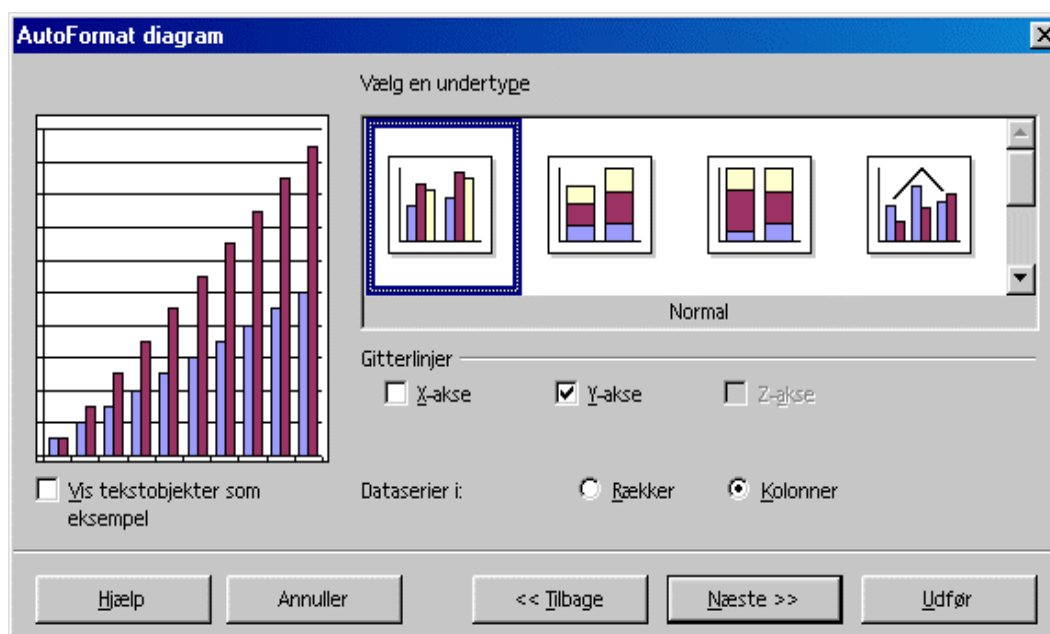 AutoFormat diagram
Vælg en undertype
Normal
Gitterlinjer
X-akse
Y-akse
Z-akse
Vis tekstobjekter som
eksempel
Dataserier i:
Rækker
Kolonner
Hjælp
Annuller
<< Tilbage
Næste >>
Udfør